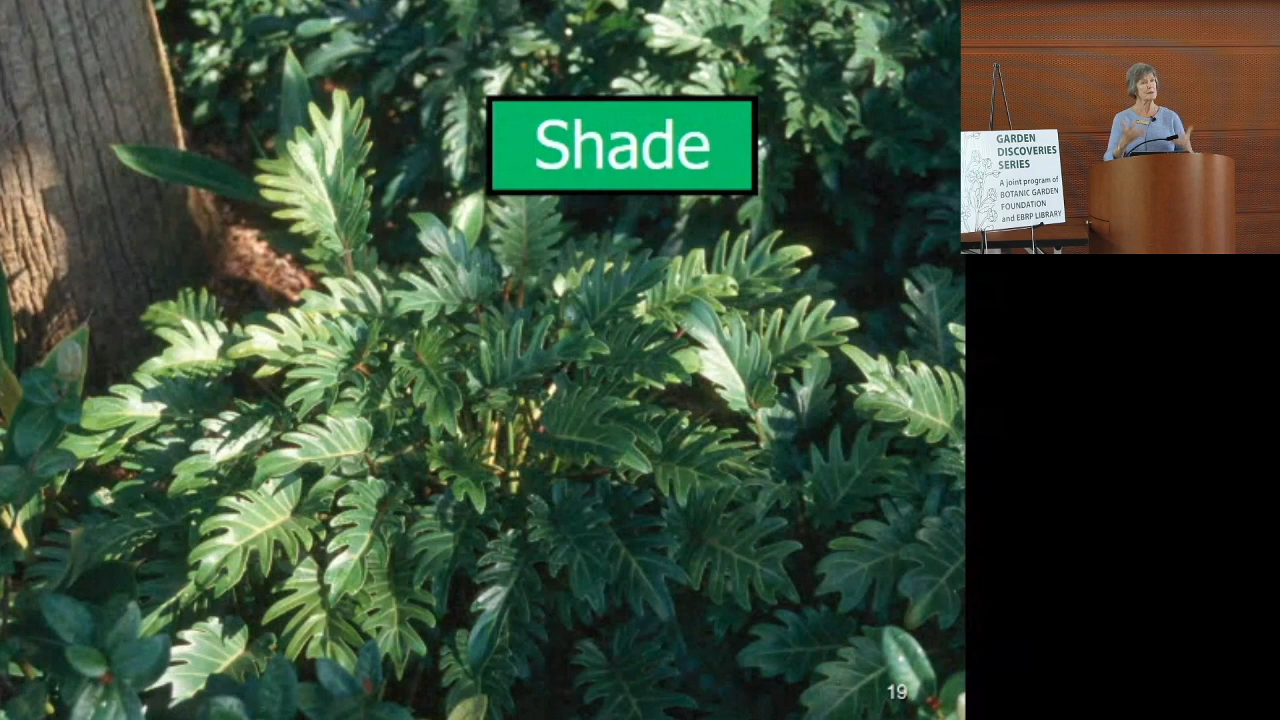 Shade
19
GARDEN
DISCOVERIES
SERIES
A joint program of
BOTANIC GARDEN
FOUNDATION
and EBRP LIBRARY